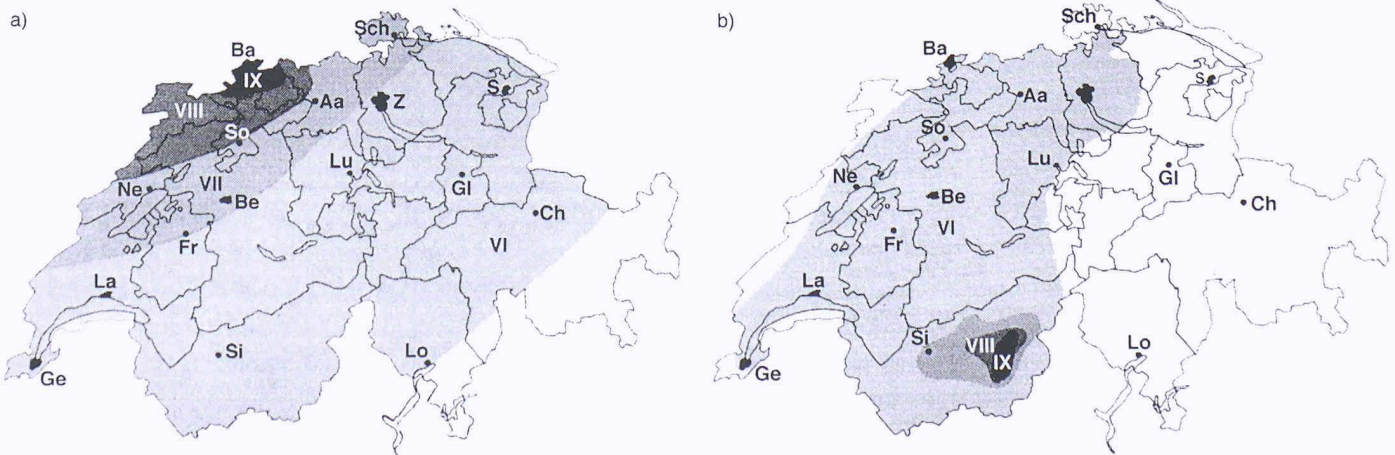 a)
Sch
Ba
IX
VIII
Aa
Z
S
So
Lu
Ne
VII
Gl
Be
Ch
Fr
VI
La
Si
Lo
Ge
b)
Sch
Ba
S
Aa
So
Lu
Gl
Ne
Be
Ch
Fr
VI
La
Si
VIII
IX
Lo
Ge